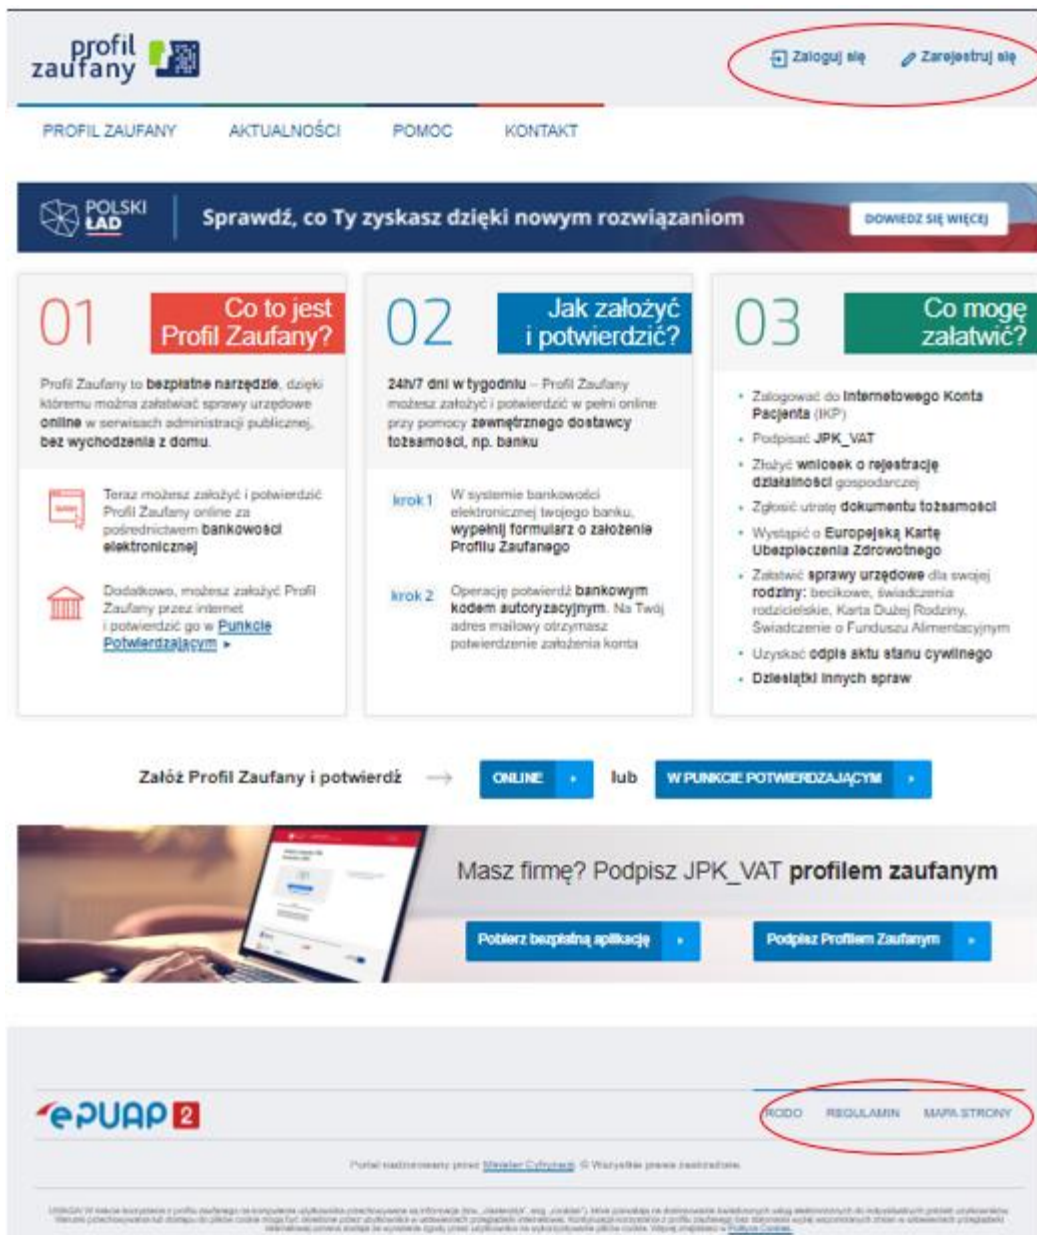 profil
zaufany
Zaloguj się Zarejestruj się
PROFIL ZAUFANY AKTUALNOŚCI POMOC KONTAKT
POLSKI
ŁAD
Sprawdź, co Ty zyskasz dzięki nowym rozwiązaniom
DOWIEDZ SIĘ WIĘCEJ
01
Co to jest
Profil Zaufany?
Profil Zaufany to bezpłatne narzędzie, dzięki
któremu można załatwiać sprawy urzędowe
online w serwisach administracji publicznej,
bez wychodzenia z domu.
Teraz możesz założyć i potwierdzić
Profil Zaufany online za
pośrednictwem bankowości
elektronicznej
Dodatkowo, możesz założyć Profil
Zaufany przez internet
i potwierdzić go w Punkcie
Potwierdzającym
02
Jak założyć
i potwierdzić?
24h/7 dni w tygodniu – Profil Zaufany
możesz założyć i potwierdzić w pełni online
przy pomocy zewnętrznego dostawcy
tożsamości, np. banku
krok 1
W systemie bankowości
elektronicznej twojego banku,
wypełnij formularz o założenie
Profilu Zaufanego
krok 2
Operację potwierdź bankowym
kodem autoryzacyjnym. Na Twój
adres mailowy otrzymasz
potwierdzenie założenia konta
03
Co mogę
załatwić?
Zalogować do Internetowego Konta
Pacjenta (IKP)
Podpisać JPK_VAT
Złożyć wniosek o rejestrację
działalności gospodarczej
Zgłosić utratę dokumentu tożsamości
Wystąpić o Europejską Kartę
Ubezpieczenia Zdrowotnego
Załatwić sprawy urzędowe dla swojej
rodziny: becikowe, świadczenia
rodzicielskie, Karta Dużej Rodziny,
Świadczenie o Funduszu Alimentacyjnym
Uzyskać odpis aktu stanu cywilnego
Dziesiątki innych spraw
Załóż Profil Zaufany i potwierdź → ONLINE lub W PUNKCIE POTWIERDZAJĄCYM
Masz firmę? Podpisz JPK_VAT profilem zaufanym
Pobierz bezpłatną aplikację Podpisz Profilem Zaufanym
ePUAP 2
RODO REGULAMIN MAPA STRONY
Portal nadzorowany przez Minister Cyfryzacji. © Wszystkie prawa zastrzeżone.